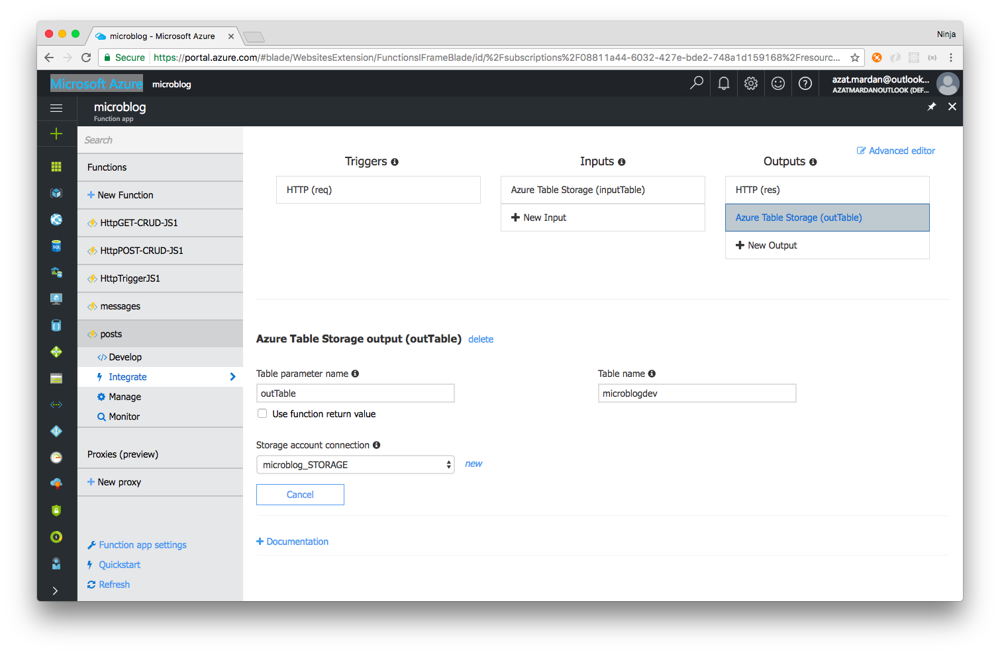 microblog - Microsoft Azure
Ninja
Secure
https://portal.azure.com/#blade/WebsitesExtension/FunctionsIFrameBlade/id/%2Fsubscriptions%2F08811a44-6032-427e-bde2-748a1d159168%2Fresourc...
Microsoft Azure
microblog
azat.mardan@outlook...
AZATMARDANOUTLOOK (DEF...
microblog
Function app
Search
Functions
New Function
HttpGET-CRUD-JS1
HttpPOST-CRUD-JS1
HttpTriggerJS1
messages
posts
Develop
Integrate
Manage
Monitor
Proxies (preview)
New proxy
Function app settings
Quickstart
Refresh
SQL
Advanced editor
Triggers
HTTP (req)
Inputs
Azure Table Storage (inputTable)
New Input
Outputs
HTTP (res)
Azure Table Storage (outTable)
New Output
Azure Table Storage output (outTable) delete
Table parameter name
outTable
Use function return value
Table name
microblogdev
Storage account connection
microblog_STORAGE
new
Cancel
Documentation